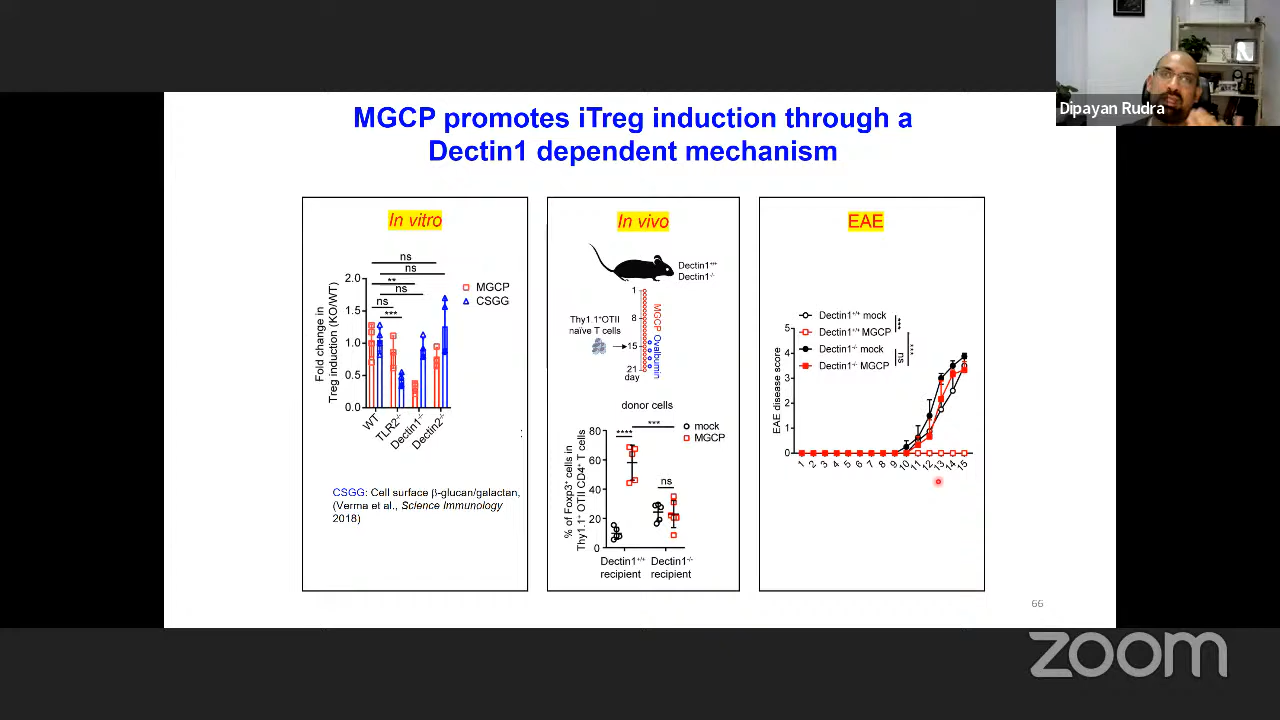 Dipayan Rudra
MGCP promotes iTreg induction through a
Dectin1 dependent mechanism
In vitro
ns
ns
**
ns
ns
***
MGCP
CSGG
Fold change in
Treg induction (KO/WT)
2.0
1.5
1.0
0.5
0.0
WT
TLR2-/-
Dectin1-/-
Dectin2-/-
CSGG: Cell surface β-glucan/galactan,
(Verma et al., Science Immunology
2018)
:
In vivo
Dectin1+/+
Dectin1-/-
Thy1.1+OTII
naïve T cells
1
8
15
21
day
MGCP
Ovalbumin
donor cells
mock
MGCP
****
***
ns
% of Foxp3+ cells in
Thy1.1+ OTII CD4+ T cells
80
60
40
20
0
Dectin1+/+
recipient
Dectin1-/-
recipient
EAE
Dectin1+/+ mock
Dectin1+/+ MGCP
Dectin1-/- mock
Dectin1-/- MGCP
****
ns
EAE disease score
5
4
3
2
1
0
1 2 3 4 5 6 7 8 9 10 11 12 13 14 15
66
zoom